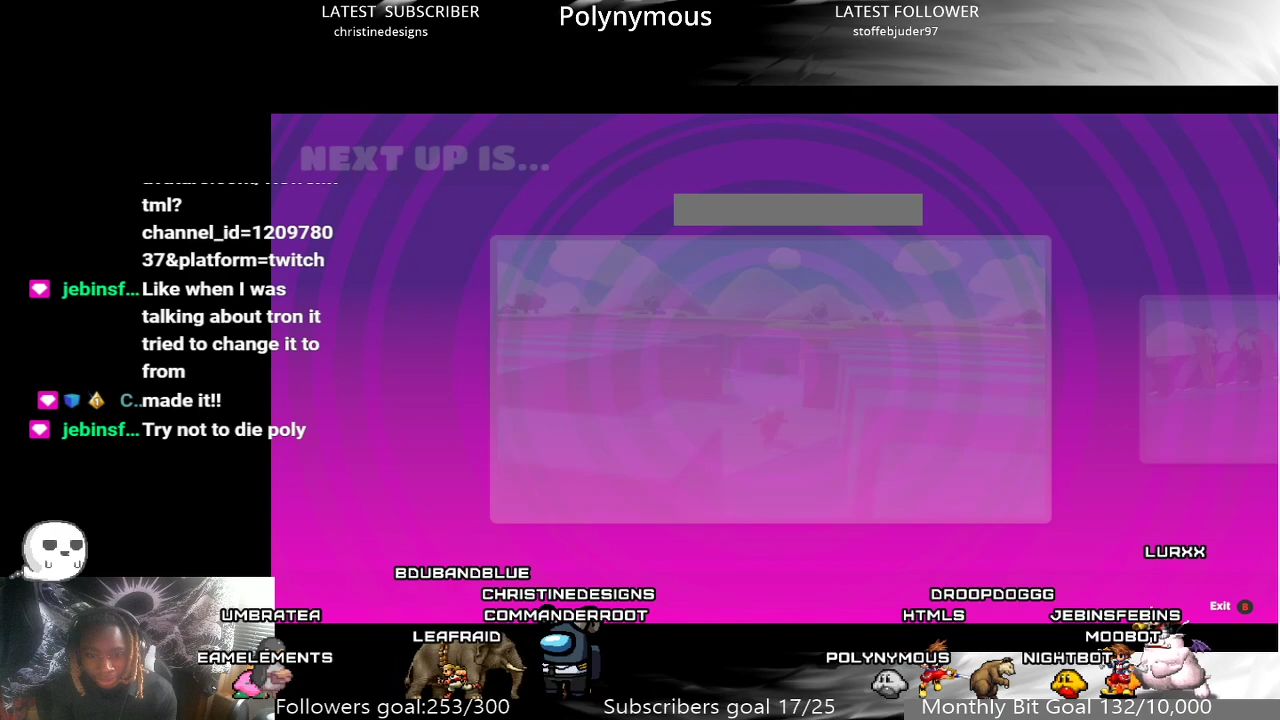 LATEST SUBSCRIBER
christinedesigns
Polynymous
LATEST FOLLOWER
stoffebjuder97
NEXT UP IS...
tml?
channel_id=1209780
37&platform=twitch
jebinsf... Like when I was
talking about tron it
tried to change it to
from
C.. made it!!
jebinsf... Try not to die poly
LURXX
BDUBANDBLUE
CHRISTINEDESIGNS
DROOPDOGGG
Exit B
UMBRATEA
COMMANDERROOT
HTMLS
JEBINSFEBINS
LEAFRAID
MOOBOT
EAMELEMENTS
POLYNYMOUS
NIGHTBOT
Followers goal:253/300
Subscribers goal 17/25
Monthly Bit Goal 132/10,000